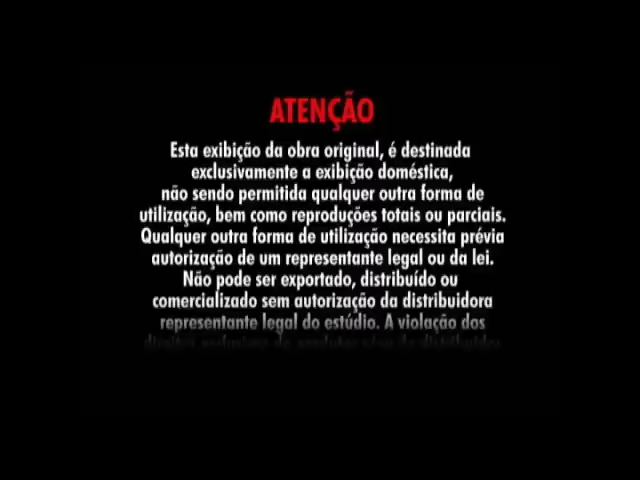 ATENÇÃO
Esta exibição da obra original, é destinada
exclusivamente a exibição doméstica,
não sendo permitida qualquer outra forma de
utilização, bem como reproduções totais ou parciais.
Qualquer outra forma de utilização necessita prévia
autorização de um representante legal ou da lei.
Não pode ser exportado, distribuído ou
comercializado sem autorização da distribuidora
representante legal do estúdio. A violação dos